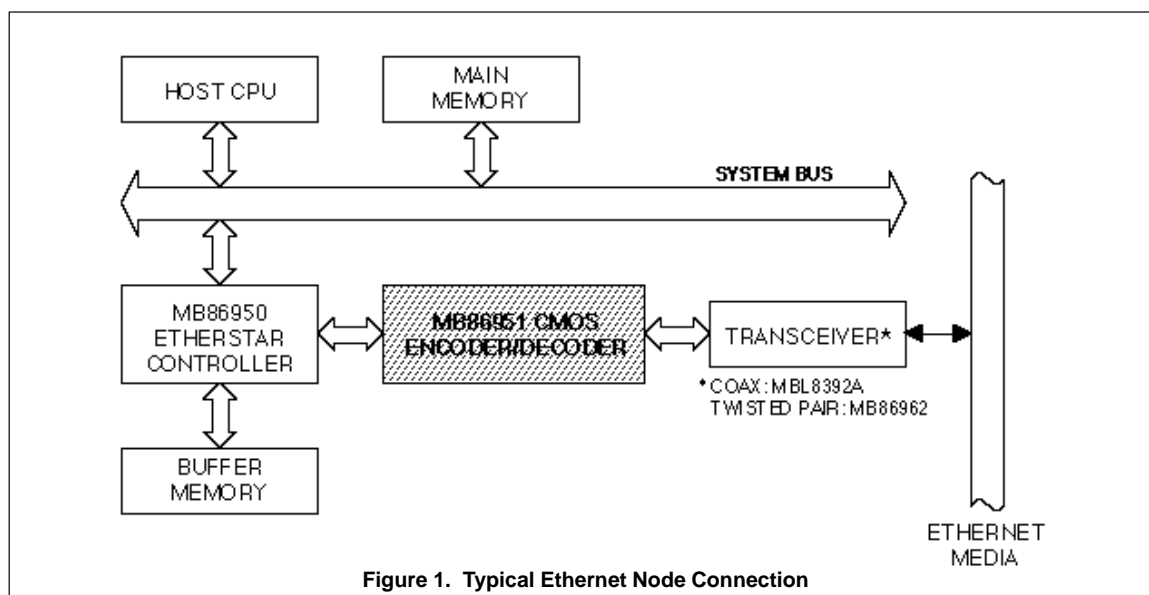 HOST CPU
MAIN
MEMORY
SYSTEM BUS
MB86950
ETHERSTAR
CONTROLLER
MB86951 CMOS
ENCODER/DECODER
TRANSCEIVER*
* COAX: MBL8392A
TWISTED PAIR: MB86962
BUFFER
MEMORY
ETHERNET
MEDIA
Figure 1. Typical Ethernet Node Connection